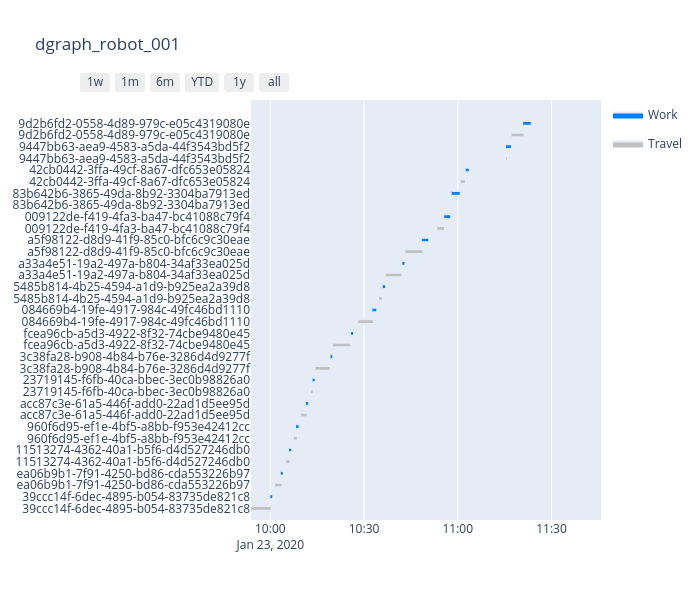 dgraph_robot_001
1w 1m 6m YTD 1y all
Work
Travel
9d2b6fd2-0558-4d89-979c-e05c4319080e
9d2b6fd2-0558-4d89-979c-e05c4319080e
9447bb63-aea9-4583-a5da-44f3543bd5f2
9447bb63-aea9-4583-a5da-44f3543bd5f2
42cb0442-3ffa-49cf-8a67-dfc653e05824
42cb0442-3ffa-49cf-8a67-dfc653e05824
83b642b6-3865-49da-8b92-3304ba7913ed
83b642b6-3865-49da-8b92-3304ba7913ed
009122de-f419-4fa3-ba47-bc41088c79f4
009122de-f419-4fa3-ba47-bc41088c79f4
a5f98122-d8d9-41f9-85c0-bfc6c9c30eae
a5f98122-d8d9-41f9-85c0-bfc6c9c30eae
a33a4e51-19a2-497a-b804-34af33ea025d
a33a4e51-19a2-497a-b804-34af33ea025d
5485b814-4b25-4594-a1d9-b925ea2a39d8
5485b814-4b25-4594-a1d9-b925ea2a39d8
084669b4-19fe-4917-984c-49fc46bd1110
084669b4-19fe-4917-984c-49fc46bd1110
fcea96cb-a5d3-4922-8f32-74cbe9480e45
fcea96cb-a5d3-4922-8f32-74cbe9480e45
3c38fa28-b908-4b84-b76e-3286d4d9277f
3c38fa28-b908-4b84-b76e-3286d4d9277f
23719145-f6fb-40ca-bbec-3ec0b98826a0
23719145-f6fb-40ca-bbec-3ec0b98826a0
acc87c3e-61a5-446f-add0-22ad1d5ee95d
acc87c3e-61a5-446f-add0-22ad1d5ee95d
960f6d95-ef1e-4bf5-a8bb-f953e42412cc
960f6d95-ef1e-4bf5-a8bb-f953e42412cc
11513274-4362-40a1-b5f6-d4d527246db0
11513274-4362-40a1-b5f6-d4d527246db0
ea06b9b1-7f91-4250-bd86-cda553226b97
ea06b9b1-7f91-4250-bd86-cda553226b97
39ccc14f-6dec-4895-b054-83735de821c8
39ccc14f-6dec-4895-b054-83735de821c8
10:00 10:30 11:00 11:30
Jan 23, 2020